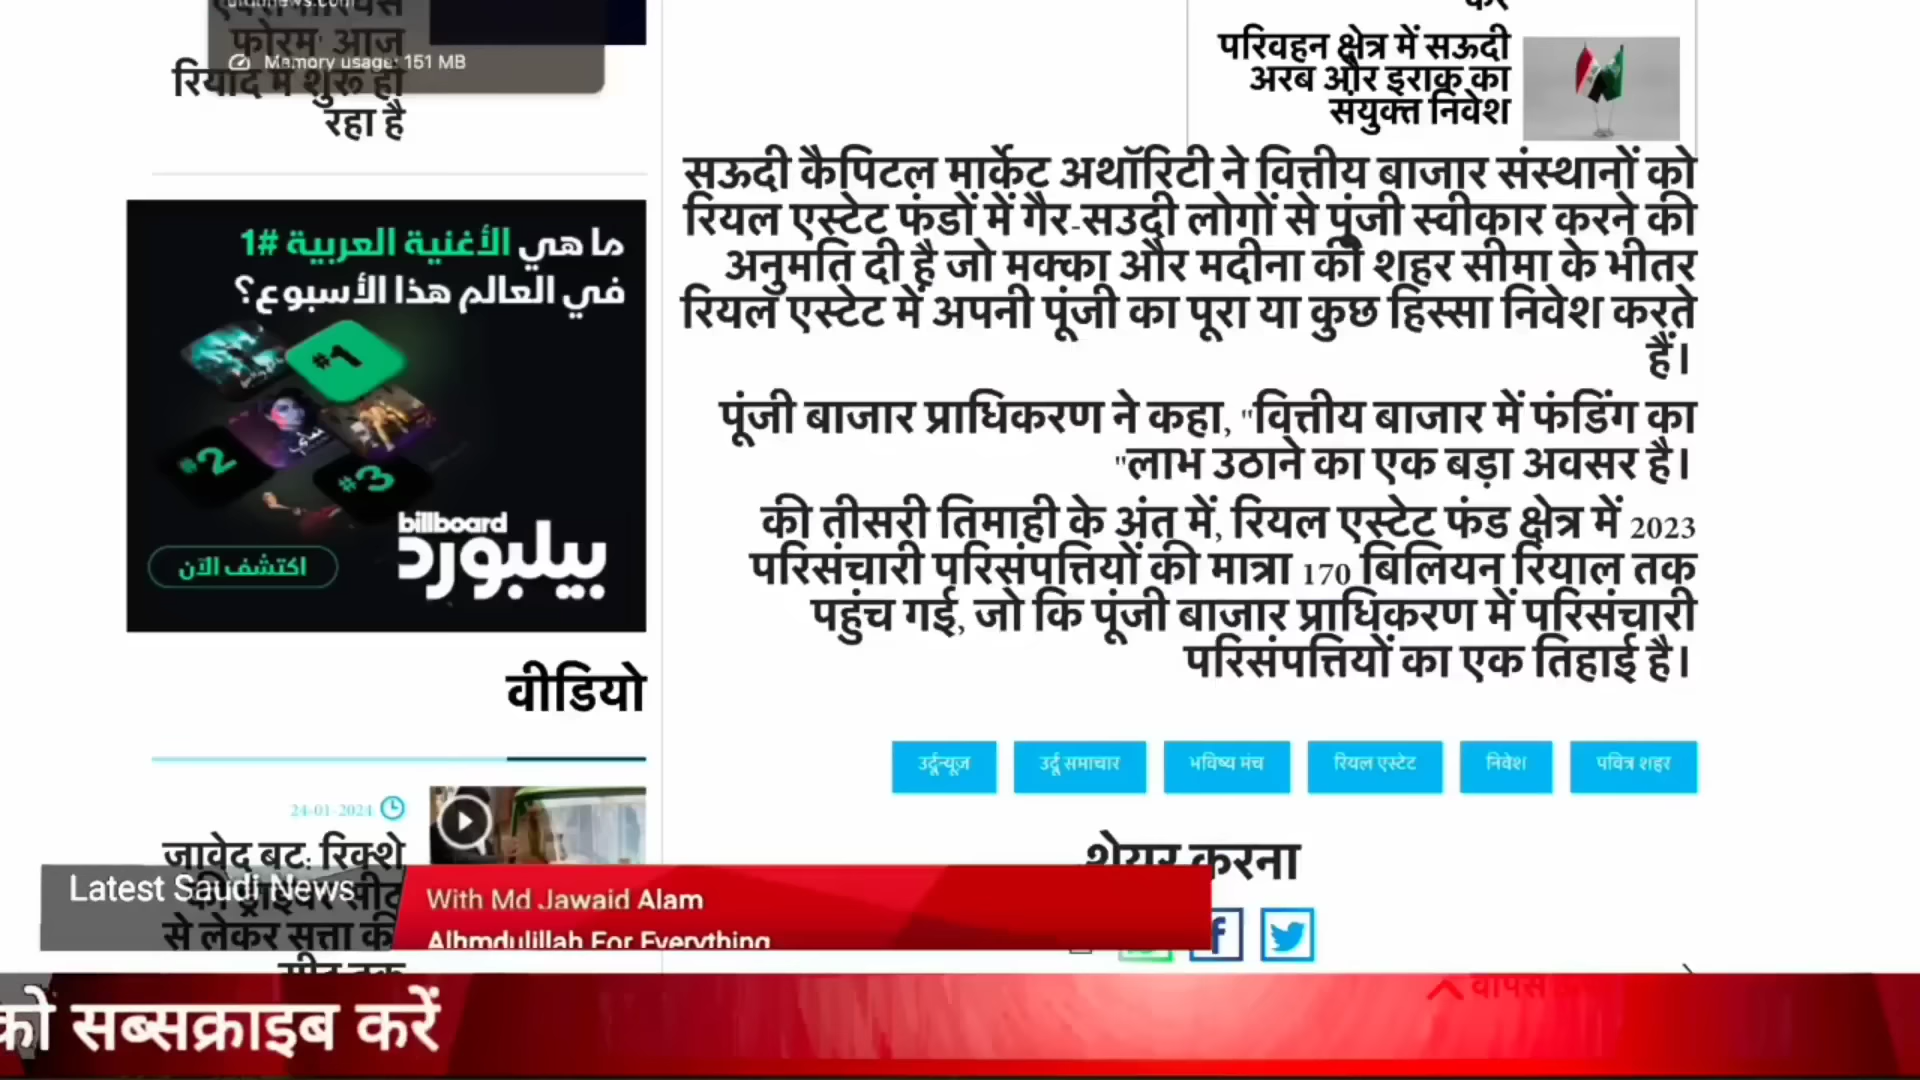 फोरम' आज
Memory usage: 151 MB
रियाद में शुरू हो
रहा है
ما هي الأغنية العربية #1
في العالم هذا الأسبوع؟
#1
#2
#3
billboard
بيلبورد
اكتشف الآن
वीडियो
24-01-2024
जावेद बट: रिक्शे
की ड्राइवर सीट
से लेकर सत्ता की
परिवहन क्षेत्र में सऊदी
अरब और इराक का
संयुक्त निवेश
सऊदी कैपिटल मार्केट अथॉरिटी ने वित्तीय बाजार संस्थानों को
रियल एस्टेट फंडों में गैर-सउदी लोगों से पूंजी स्वीकार करने की
अनुमति दी है जो मक्का और मदीना की शहर सीमा के भीतर
रियल एस्टेट में अपनी पूंजी का पूरा या कुछ हिस्सा निवेश करते
हैं।
पूंजी बाजार प्राधिकरण ने कहा, "वित्तीय बाजार में फंडिंग का
"लाभ उठाने का एक बड़ा अवसर है।
की तीसरी तिमाही के अंत में, रियल एस्टेट फंड क्षेत्र में 2023
परिसंचारी परिसंपत्तियों की मात्रा 170 बिलियन रियाल तक
पहुंच गई, जो कि पूंजी बाजार प्राधिकरण में परिसंचारी
परिसंपत्तियों का एक तिहाई है।
उर्दून्यूज़ उर्दू समाचार भविष्य मंच रियल एस्टेट निवेश पवित्र शहर
शेयर करना
Latest Saudi News
With Md Jawaid Alam
Alhmdulillah For Everything
वापस
को सब्सक्राइब करें